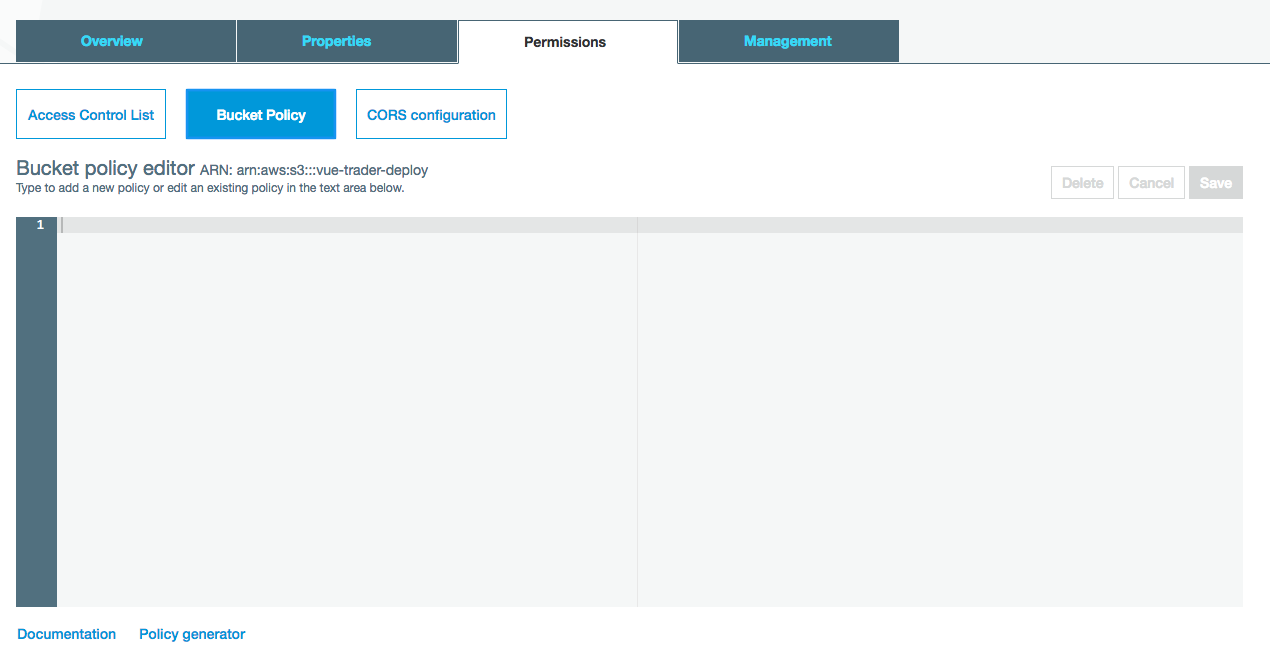 Overview Properties Permissions Management
Access Control List Bucket Policy CORS configuration
Bucket policy editor ARN: arn:aws:s3:::vue-trader-deploy
Type to add a new policy or edit an existing policy in the text area below.
Delete Cancel Save
1
Documentation Policy generator